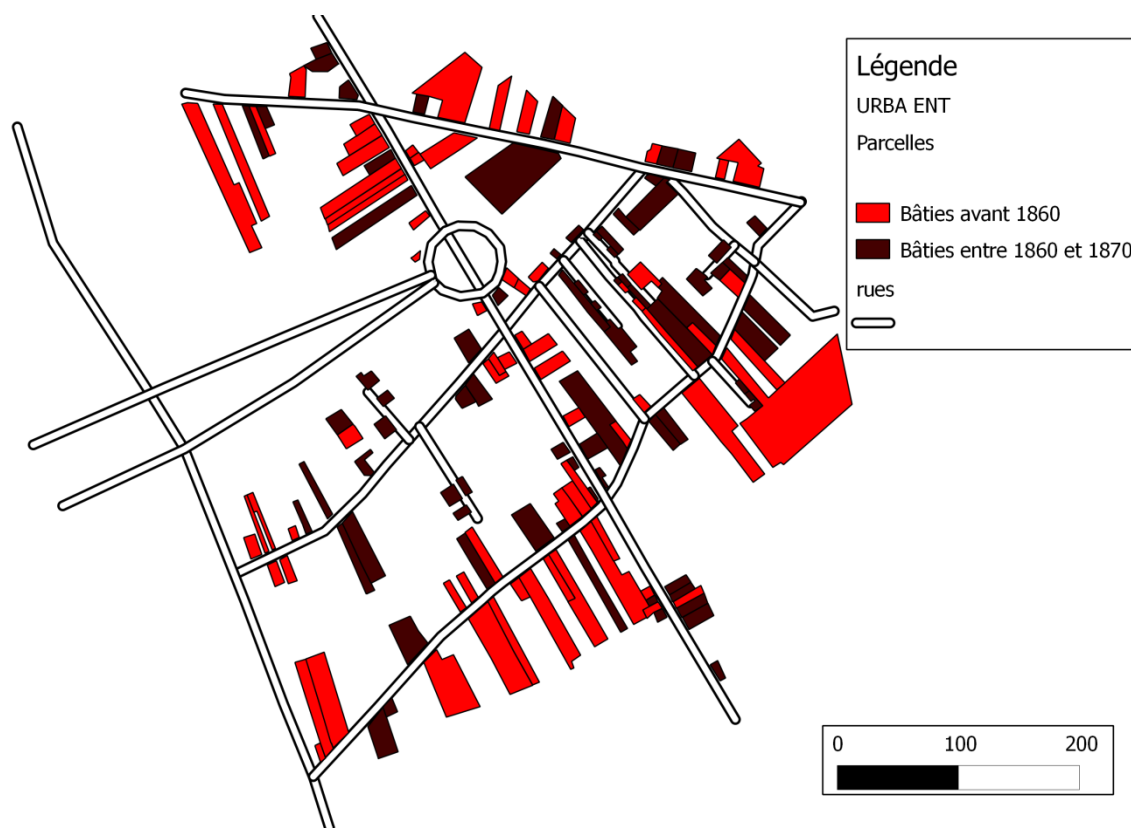 Légende
URBA ENT
Parcelles
Bâties avant 1860
Bâties entre 1860 et 1870
rues
0 100 200